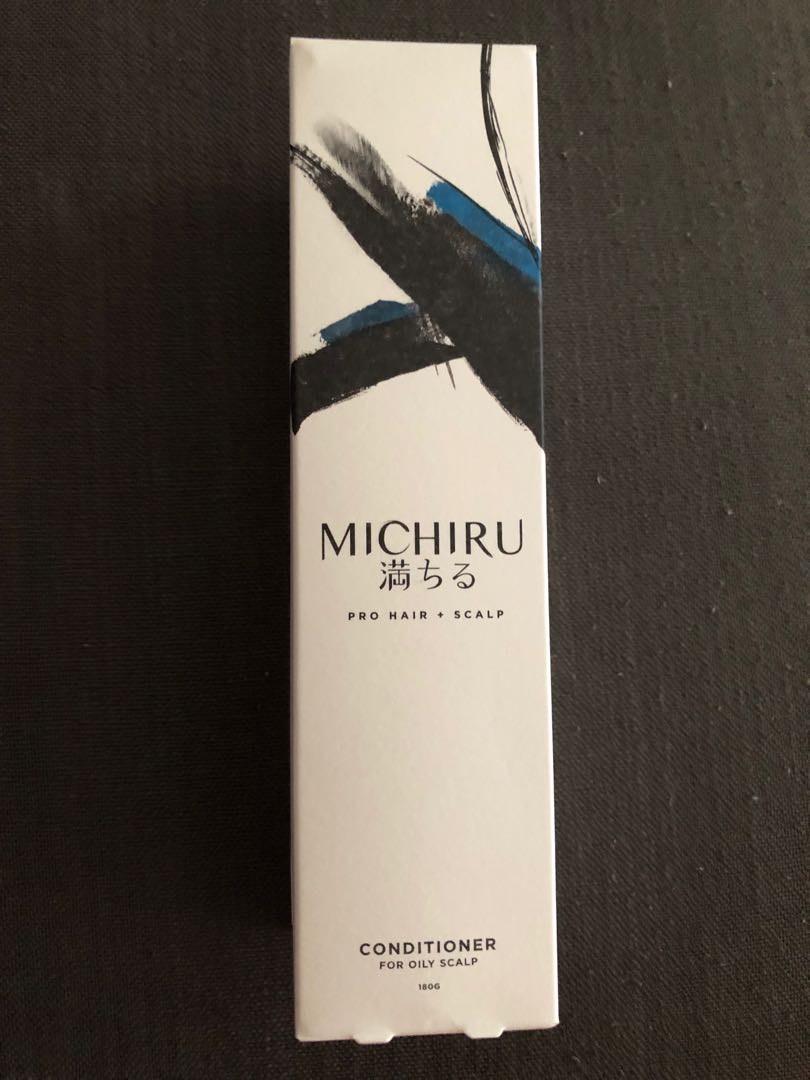 MICHIRU
満ちる
PRO HAIR + SCALP
CONDITIONER
FOR OILY SCALP
180G